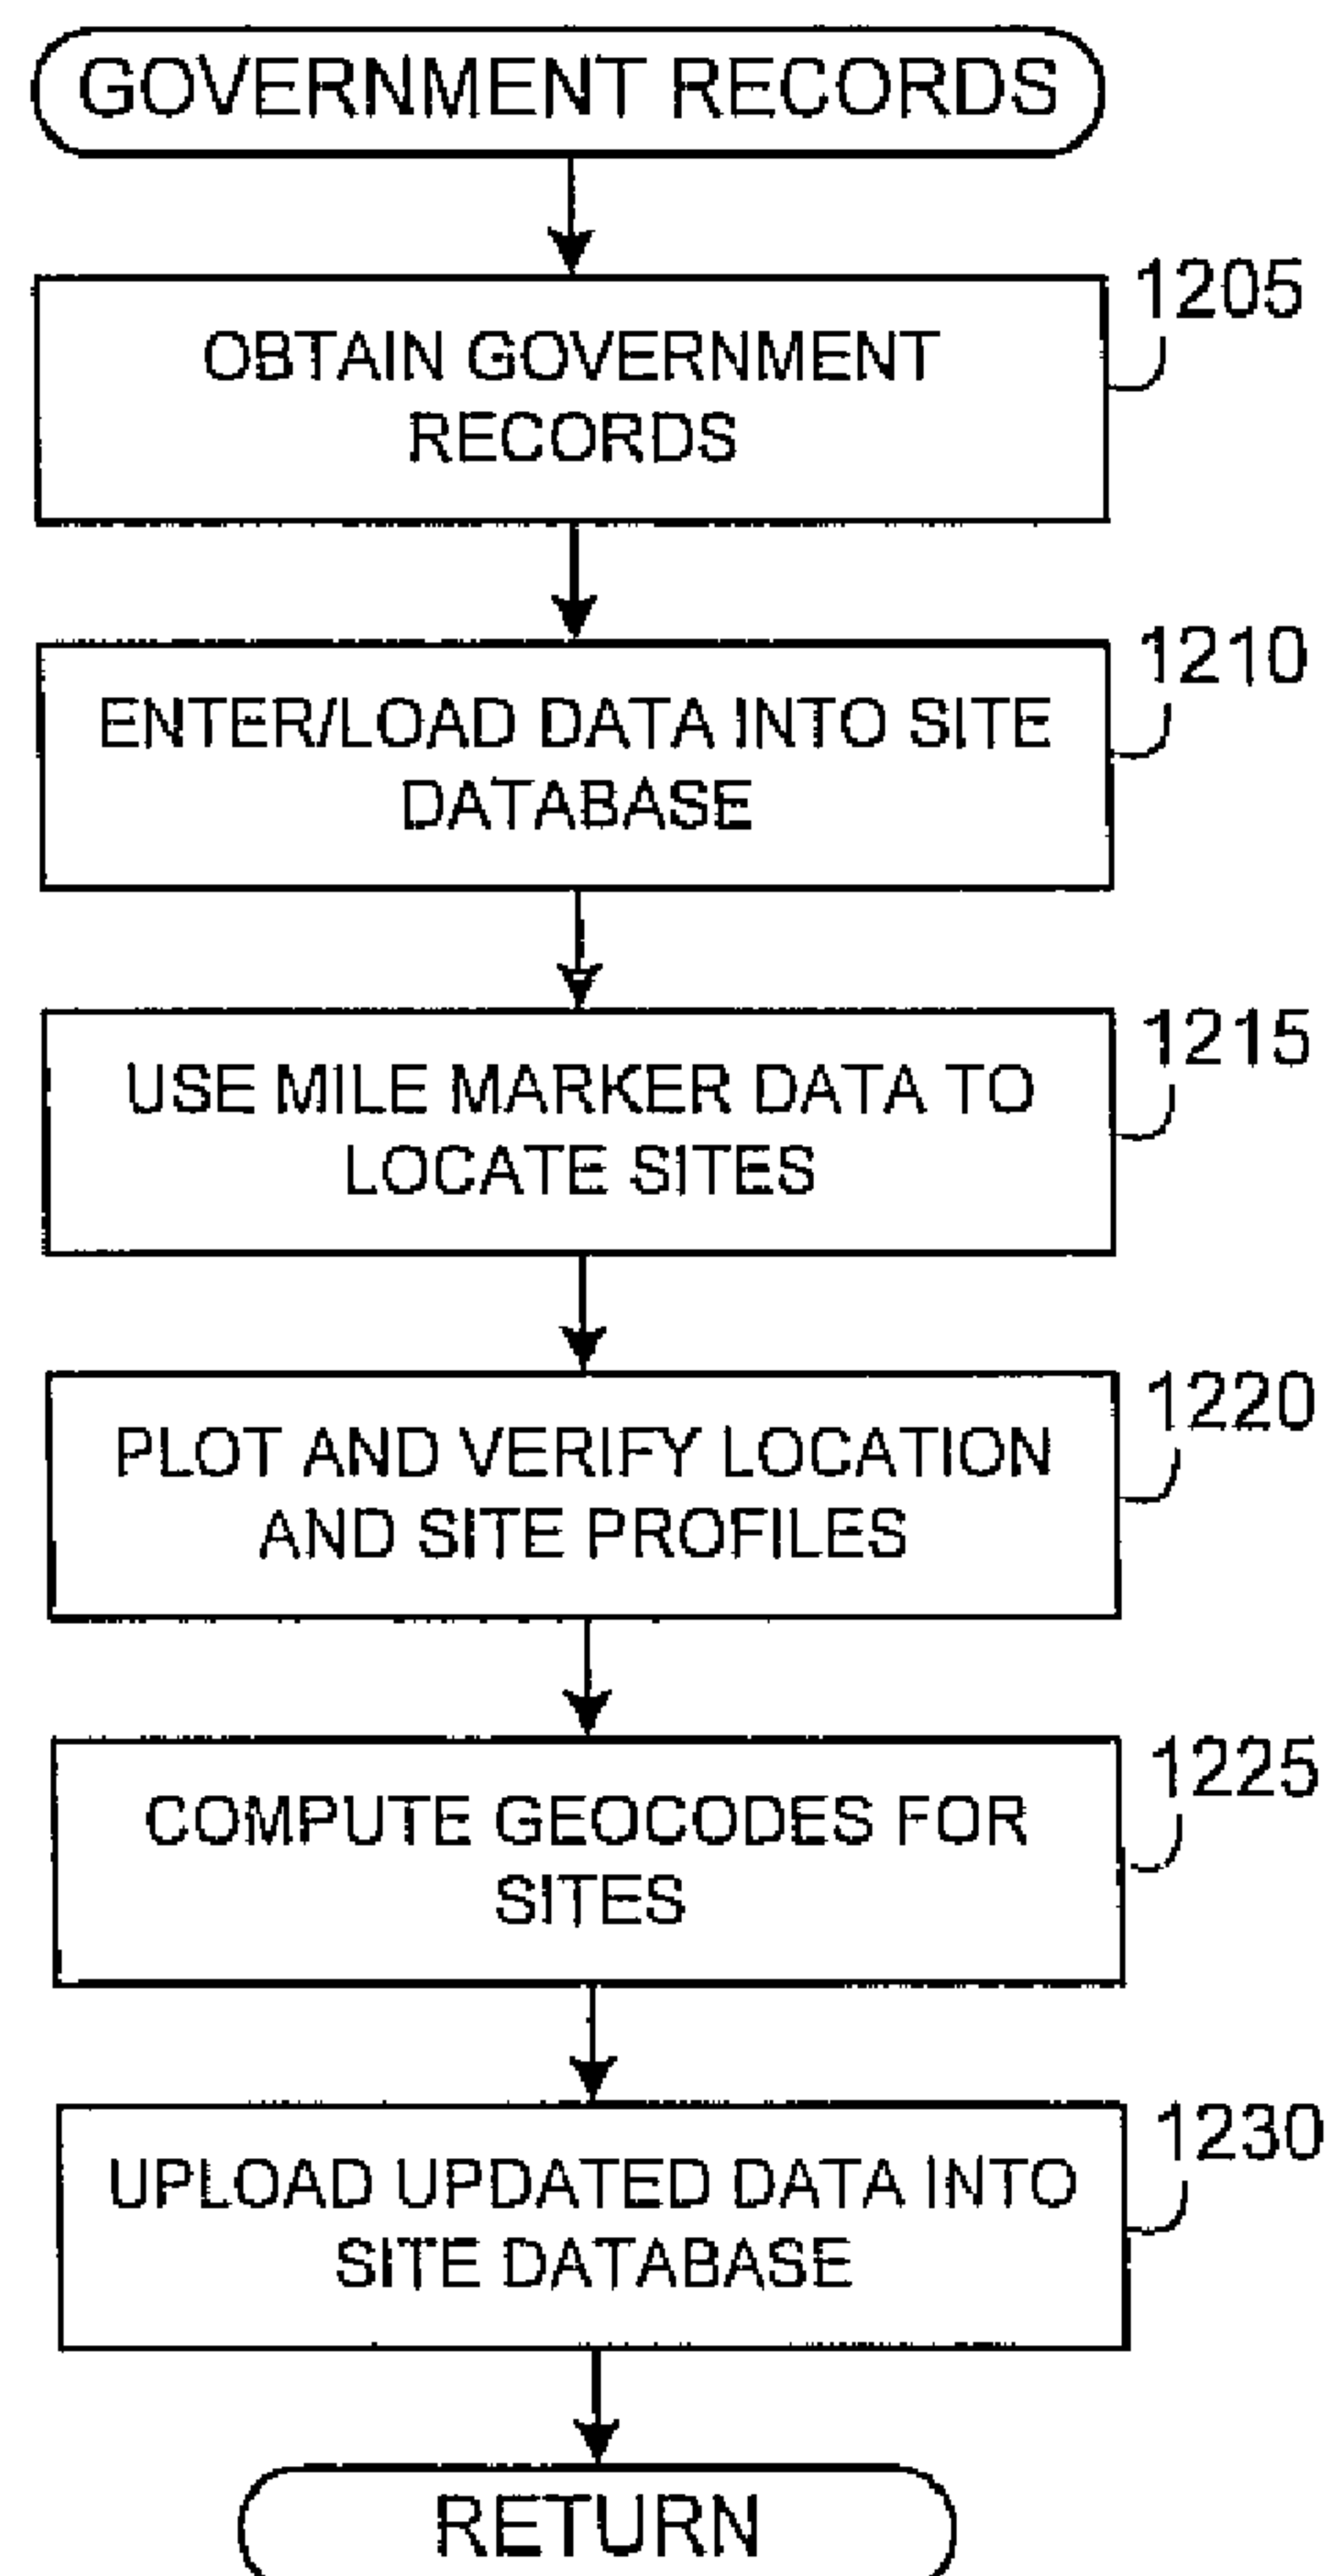 GOVERNMENT RECORDS
1205
OBTAIN GOVERNMENT
RECORDS
1210
ENTER/LOAD DATA INTO SITE
DATABASE
1215
USE MILE MARKER DATA TO
LOCATE SITES
1220
PLOT AND VERIFY LOCATION
AND SITE PROFILES
1225
COMPUTE GEOCODES FOR
SITES
1230
UPLOAD UPDATED DATA INTO
SITE DATABASE
RETURN